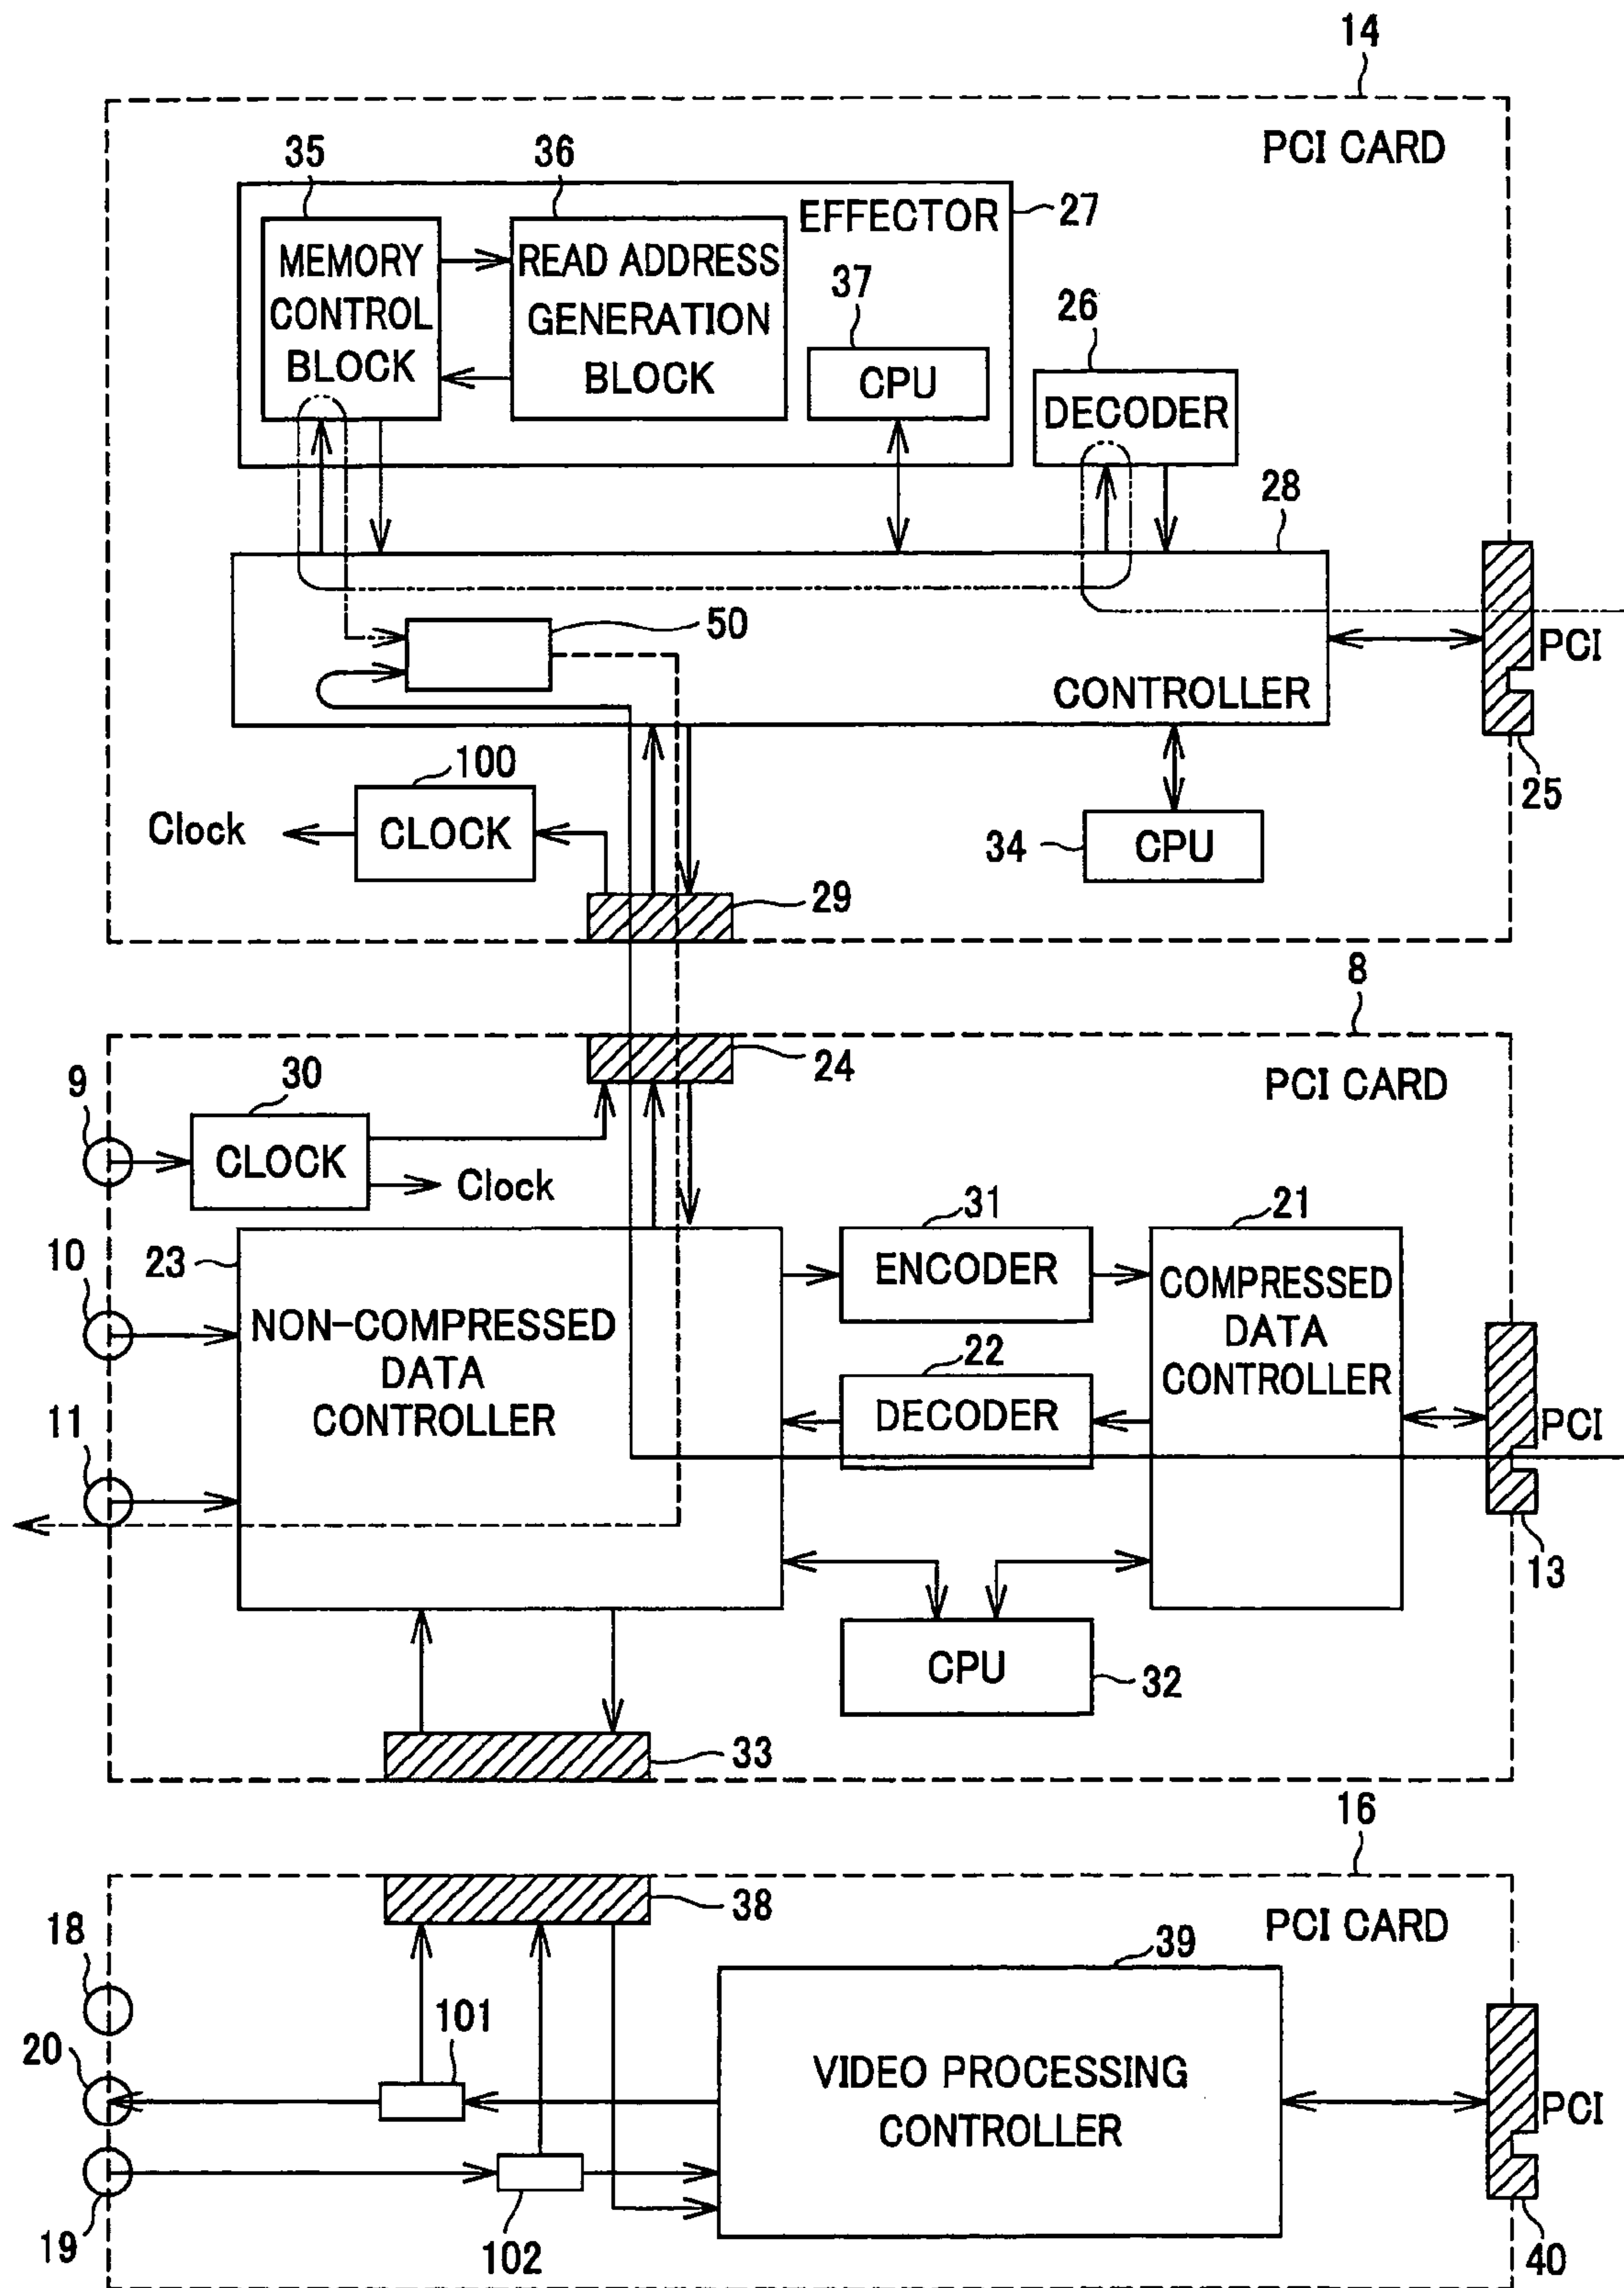 14
PCI CARD
35
36
EFFECTOR
27
MEMORY
CONTROL
BLOCK
READ ADDRESS
GENERATION
BLOCK
37
CPU
26
DECODER
28
50
CONTROLLER
PCI
25
100
Clock
CLOCK
34
CPU
29
8
24
PCI CARD
9
30
CLOCK
Clock
10
23
NON-COMPRESSED
DATA
CONTROLLER
31
ENCODER
21
COMPRESSED
DATA
CONTROLLER
22
DECODER
11
PCI
13
CPU
32
33
16
38
PCI CARD
18
39
20
101
VIDEO PROCESSING
CONTROLLER
PCI
19
102
40